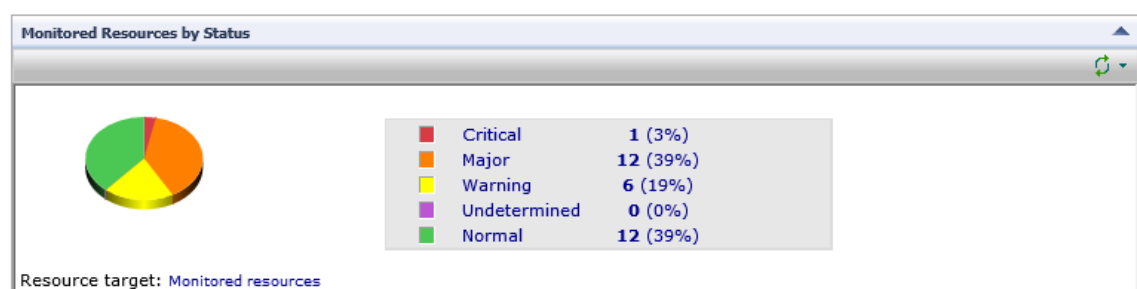 Monitored Resources by Status
Critical 1 (3%)
Major 12 (39%)
Warning 6 (19%)
Undetermined 0 (0%)
Normal 12 (39%)
Resource target: Monitored resources